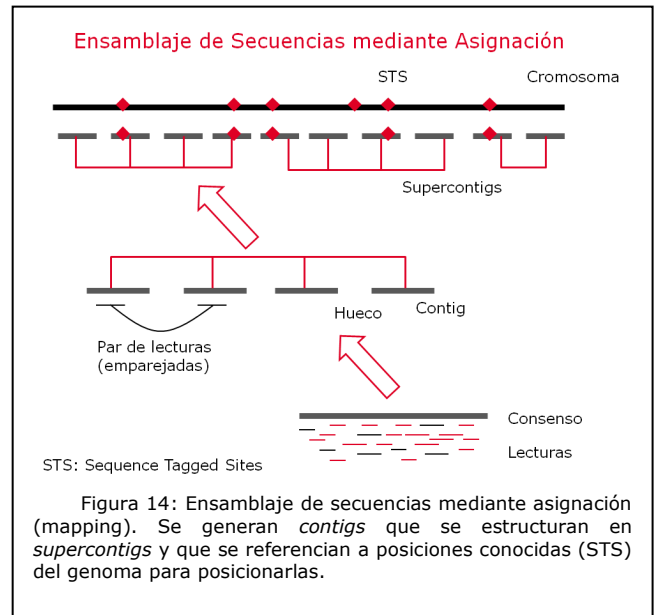 Ensamblaje de Secuencias mediante Asignación
STS
Cromosoma
Supercontigs
Hueco
Contig
Par de lecturas
(emparejadas)
Consenso
Lecturas
STS: Sequence Tagged Sites
Figura 14: Ensamblaje de secuencias mediante asignación
(mapping). Se generan contigs que se estructuran en
supercontigs y que se referencian a posiciones conocidas (STS)
del genoma para posicionarlas.